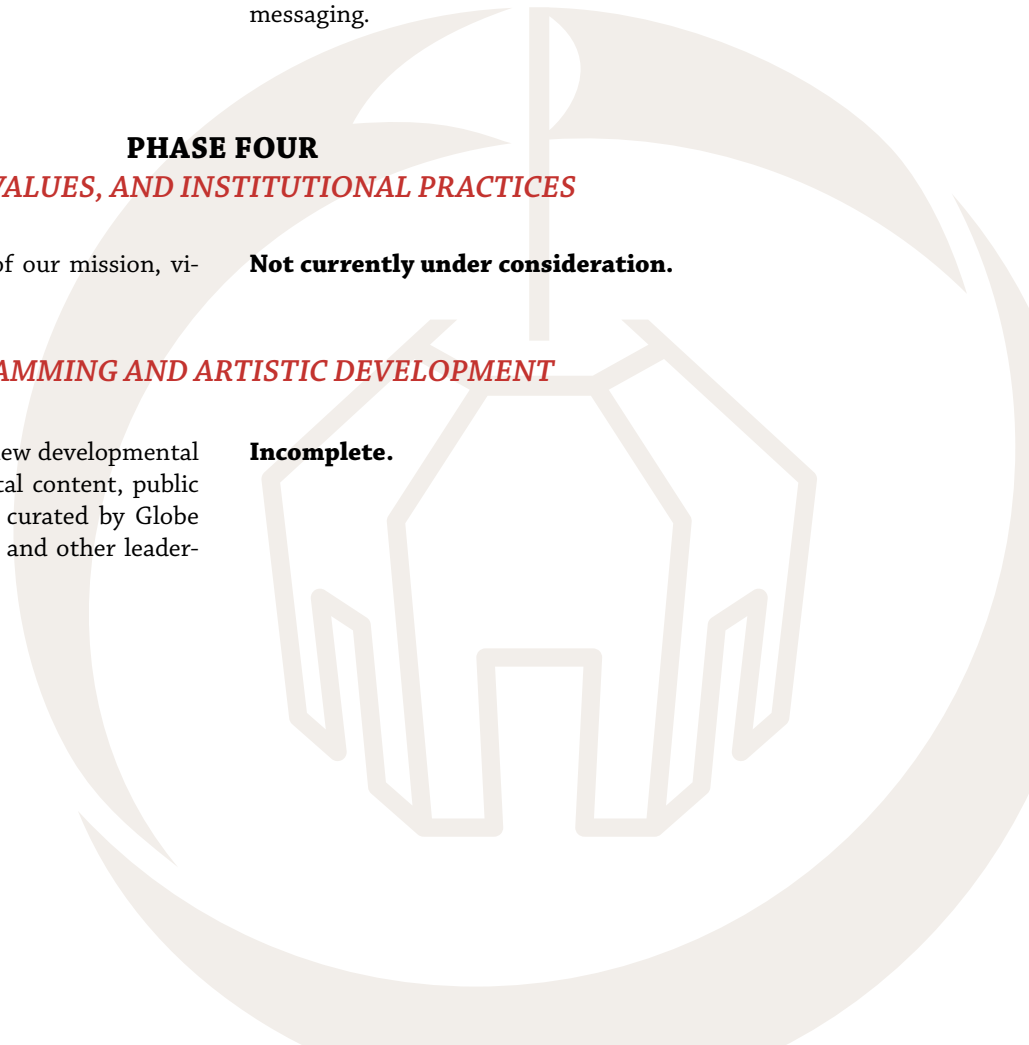 messaging.
PHASE FOUR
VALUES, AND INSTITUTIONAL PRACTICES
of our mission, vi-
Not currently under consideration.
AMMING AND ARTISTIC DEVELOPMENT
new developmental
tal content, public
curated by Globe
and other leader-
Incomplete.